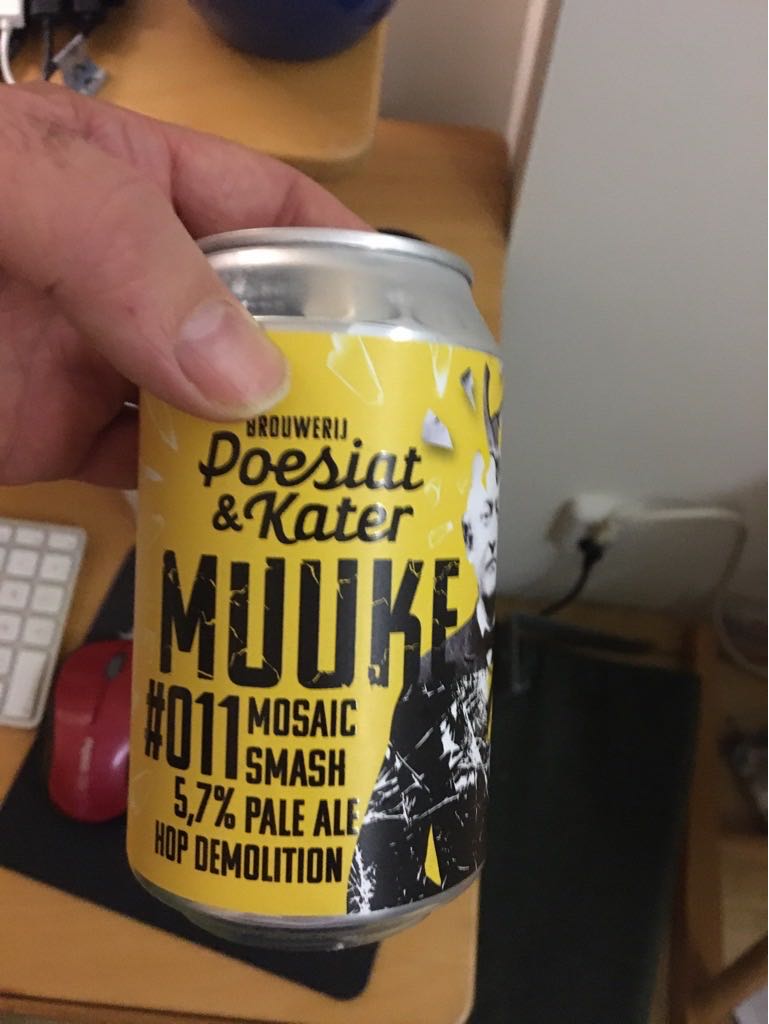 BROUWERIJ
Poesiat
& Kater
MUUKE
#011 MOSAIC
SMASH
5,7% PALE ALE
HOP DEMOLITION